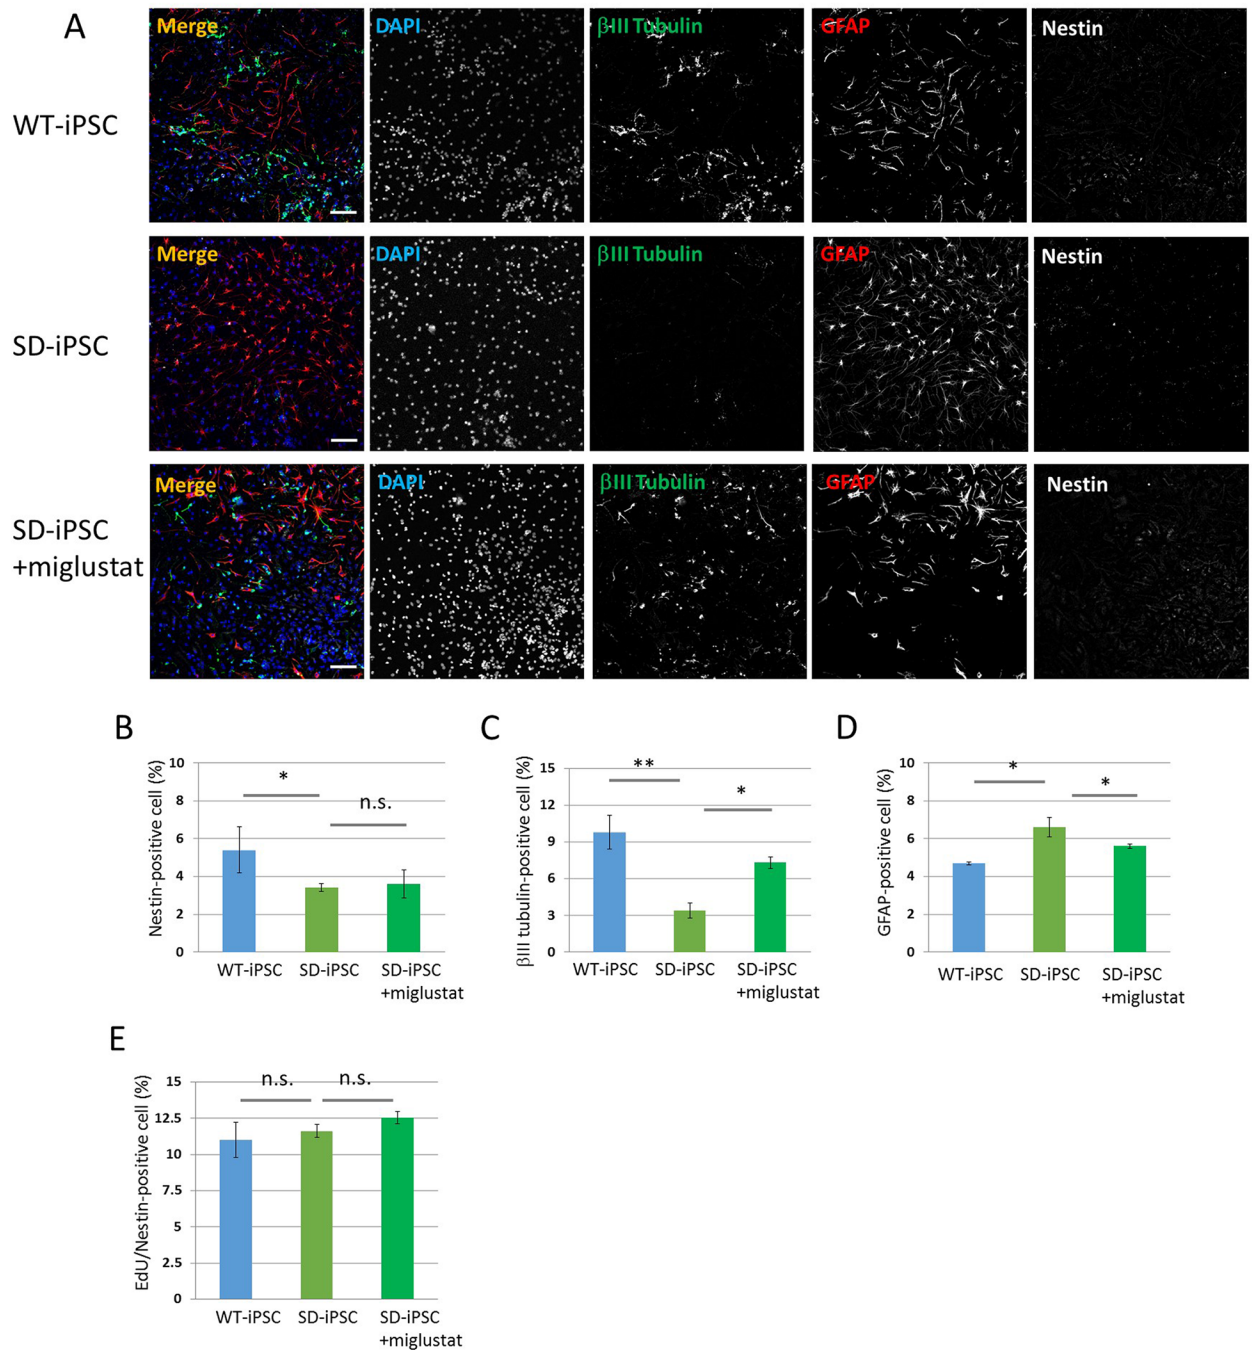 A
Merge DAPI βIII Tubulin GFAP Nestin
WT-iPSC
Merge DAPI βIII Tubulin GFAP Nestin
SD-iPSC
Merge DAPI βIII Tubulin GFAP Nestin
SD-iPSC
+miglustat
B
Nestin-positive cell (%)
10
8
6
4
2
0
*
n.s.
WT-iPSC SD-iPSC SD-iPSC
+miglustat
C
βIII tubulin-positive cell (%)
15
12
9
6
3
0
**
*
WT-iPSC SD-iPSC SD-iPSC
+miglustat
D
GFAP-positive cell (%)
10
8
6
4
2
0
*
*
WT-iPSC SD-iPSC SD-iPSC
+miglustat
E
EdU/Nestin-positive cell (%)
15
12.5
10
7.5
5
2.5
0
n.s. n.s.
WT-iPSC SD-iPSC SD-iPSC
+miglustat